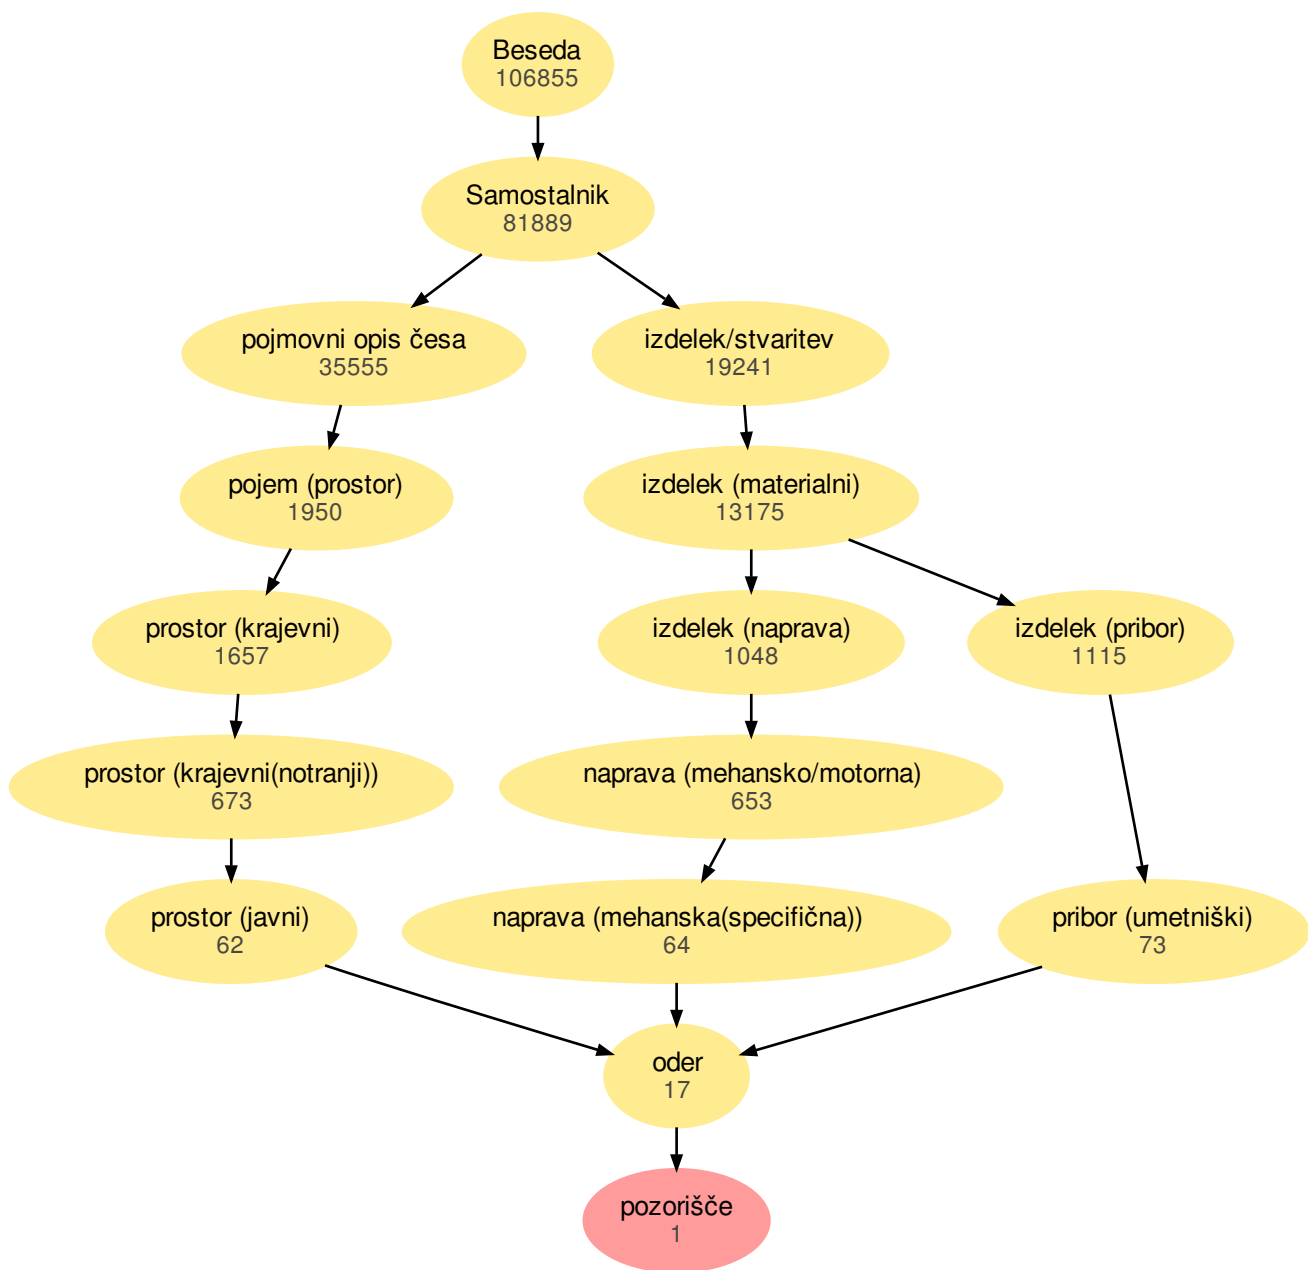 Beseda
106855
Samostalnik
81889
pojmovni opis česa
35555
izdelek/stvaritev
19241
pojem (prostor)
1950
izdelek (materialni)
13175
prostor (krajevni)
1657
izdelek (naprava)
1048
izdelek (pribor)
1115
prostor (krajevni(notranji))
673
naprava (mehansko/motorna)
653
prostor (javni)
62
naprava (mehanska(specifična))
64
pribor (umetniški)
73
oder
17
pozorišče
1